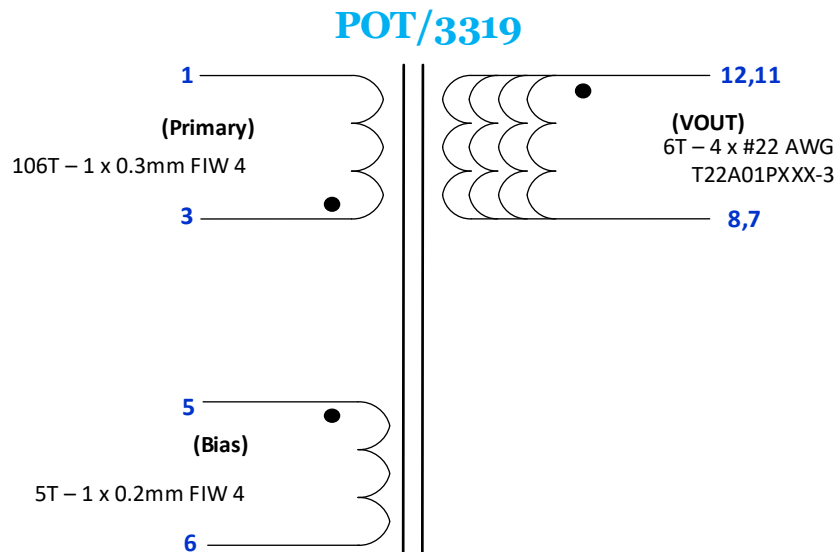 POT/3319
1
(Primary)
106T – 1 x 0.3mm FIW 4
3
12,11
(VOUT)
6T – 4 x #22 AWG
T22A01PXXX-3
8,7
5
(Bias)
5T – 1 x 0.2mm FIW 4
6